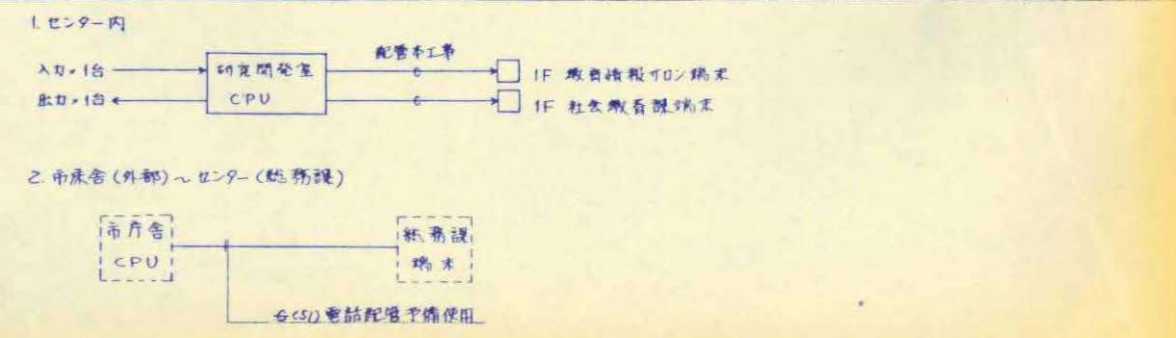 1. センター内
配管本工事
入力×1台
研究開発室
1F 教育情報サロン端末
出力×1台
CPU
1F 社会教育課端末
2. 市庁舎(外部)～センター(総務課)
市庁舎
総務課
CPU
端末
G(51)電話配管予備使用